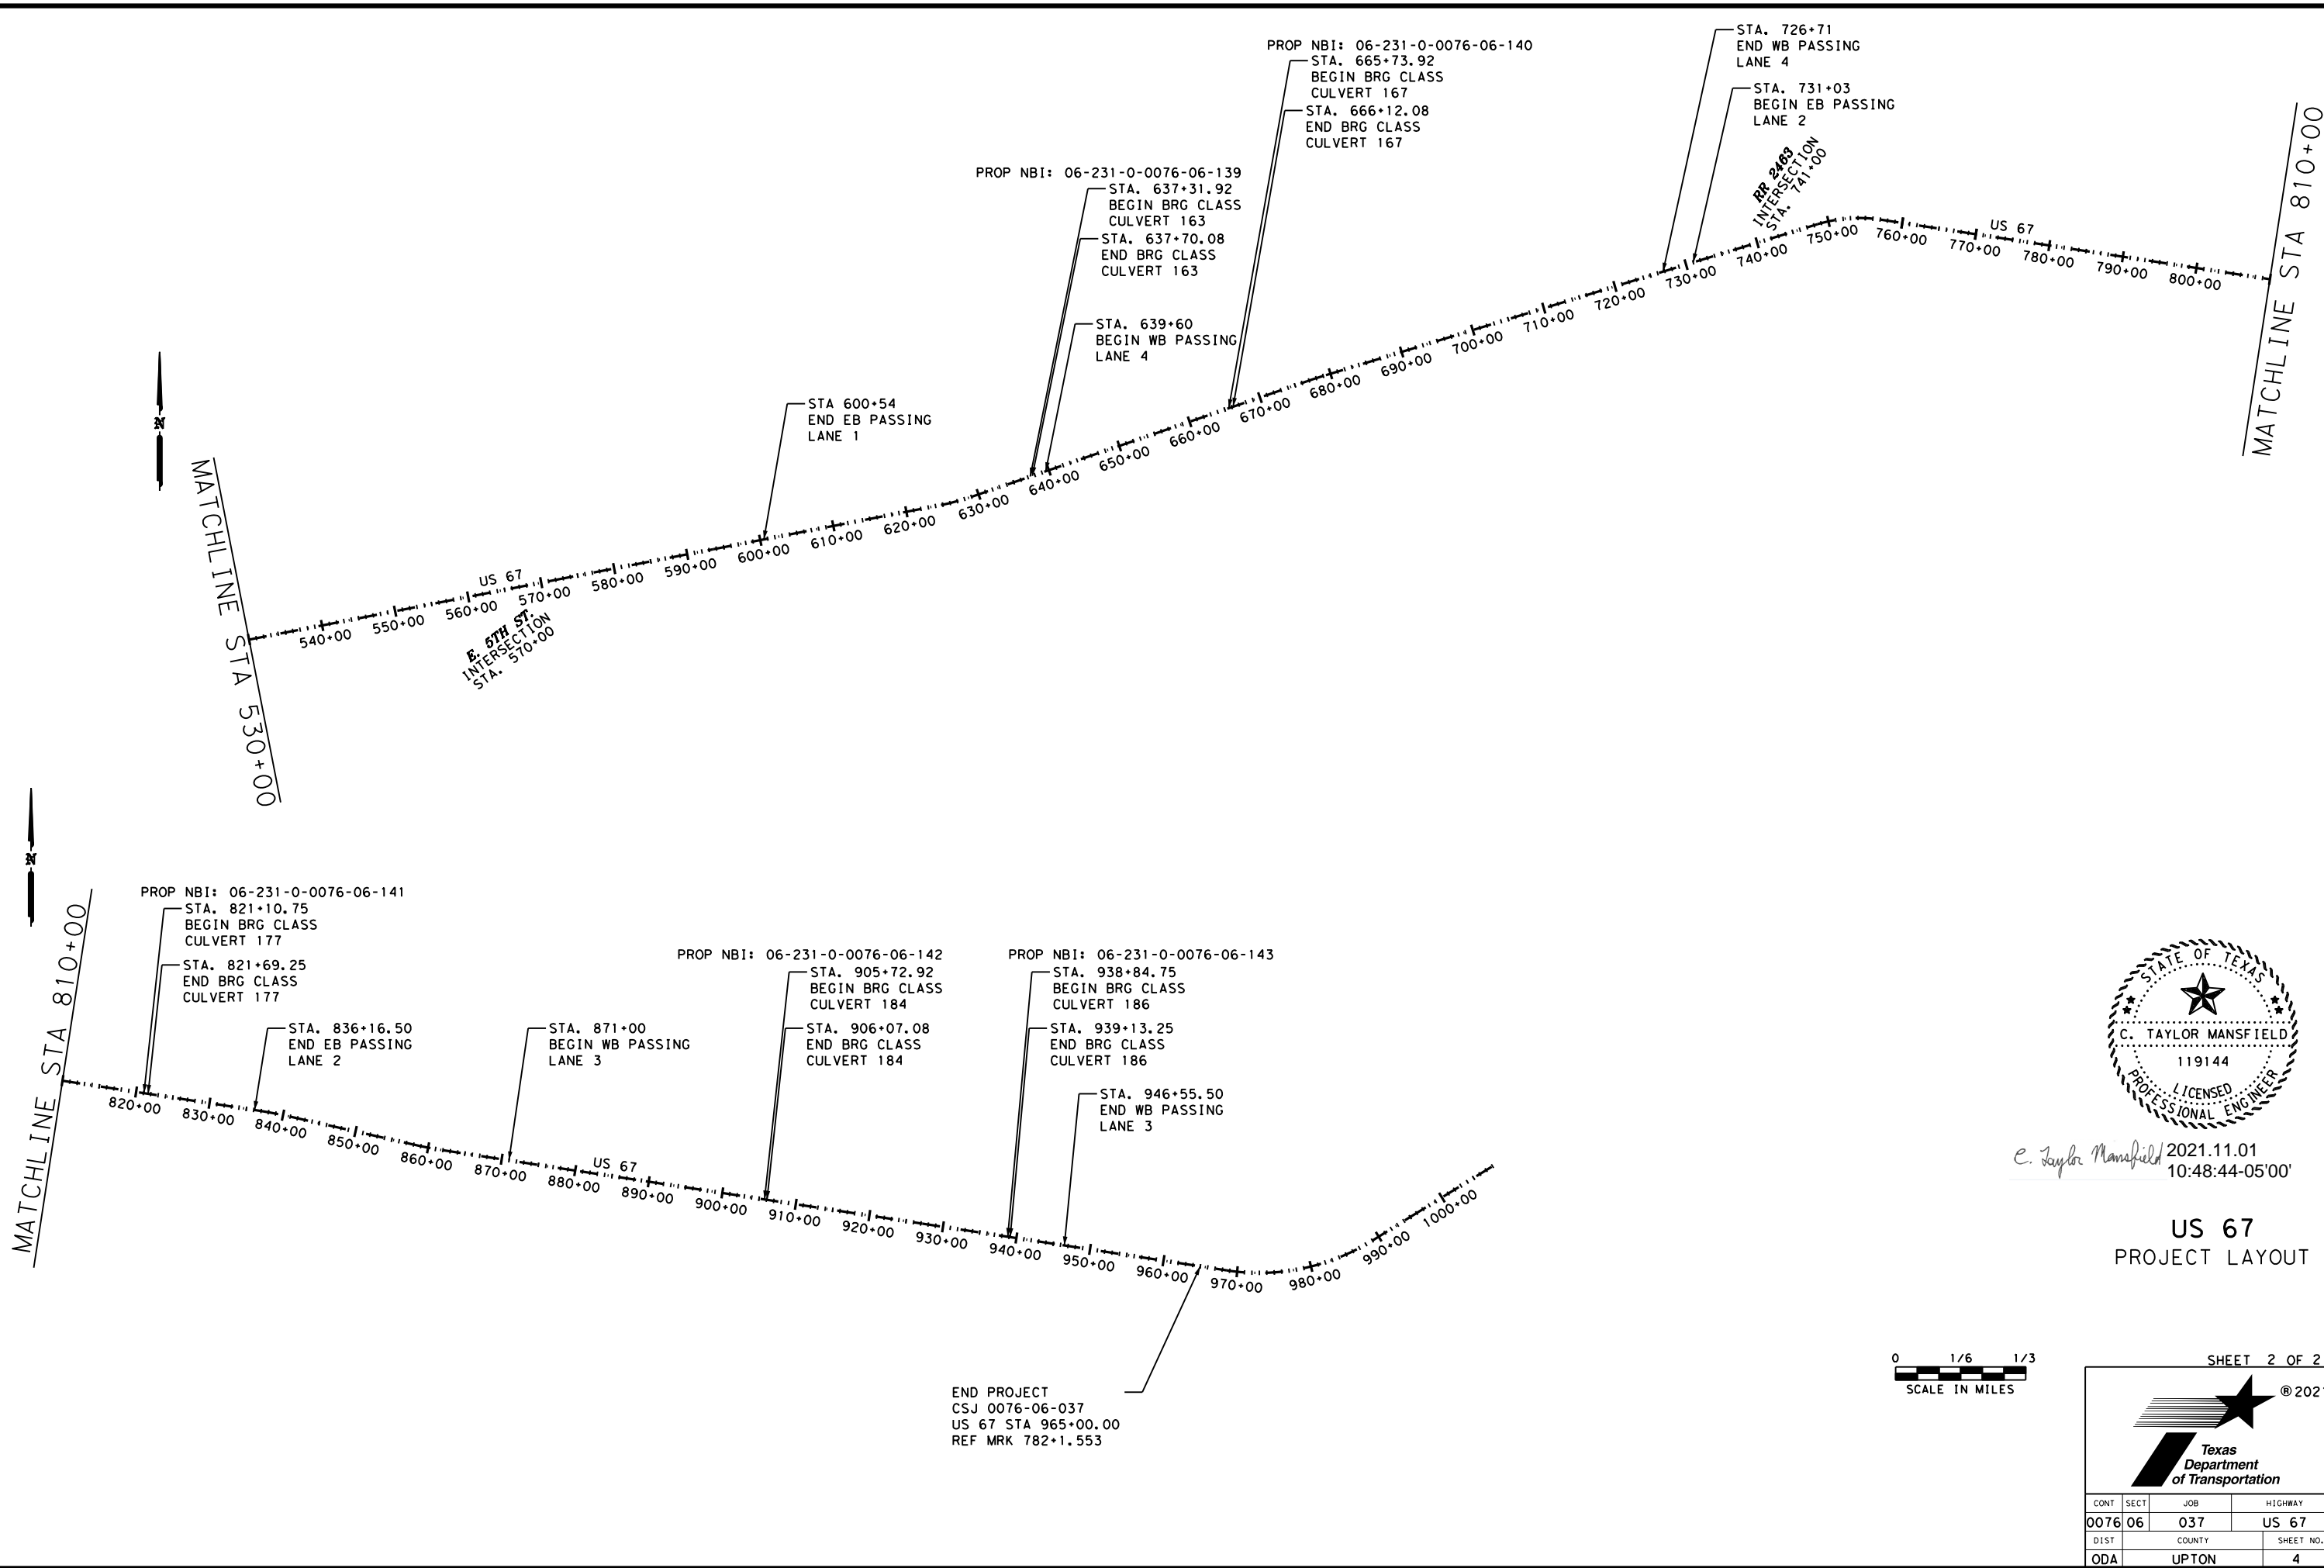 PROP NBI: 06-231-0-0076-06-140
STA. 665+73.92
BEGIN BRG CLASS
CULVERT 167
STA. 666+12.08
END BRG CLASS
CULVERT 167
STA. 726+71
END WB PASSING
LANE 4
STA. 731+03
BEGIN EB PASSING
LANE 2
RR 2463
INTERSECTION
STA. 741+00
PROP NBI: 06-231-0-0076-06-139
STA. 637+31.92
BEGIN BRG CLASS
CULVERT 163
STA. 637+70.08
END BRG CLASS
CULVERT 163
STA. 639+60
BEGIN WB PASSING
LANE 4
STA 600+54
END EB PASSING
LANE 1
N
MATCHLINE STA 530+00
US 67
E. 5TH ST.
INTERSECTION
STA. 570+00
540+00
550+00
560+00
570+00
580+00
590+00
600+00
610+00
620+00
630+00
640+00
650+00
660+00
670+00
680+00
690+00
700+00
710+00
720+00
730+00
740+00
750+00
760+00
770+00
US 67
780+00
790+00
800+00
MATCHLINE STA 810+00
N
MATCHLINE STA 810+00
PROP NBI: 06-231-0-0076-06-141
STA. 821+10.75
BEGIN BRG CLASS
CULVERT 177
STA. 821+69.25
END BRG CLASS
CULVERT 177
STA. 836+16.50
END EB PASSING
LANE 2
STA. 871+00
BEGIN WB PASSING
LANE 3
PROP NBI: 06-231-0-0076-06-142
STA. 905+72.92
BEGIN BRG CLASS
CULVERT 184
STA. 906+07.08
END BRG CLASS
CULVERT 184
PROP NBI: 06-231-0-0076-06-143
STA. 938+84.75
BEGIN BRG CLASS
CULVERT 186
STA. 939+13.25
END BRG CLASS
CULVERT 186
STA. 946+55.50
END WB PASSING
LANE 3
820+00
830+00
840+00
850+00
860+00
870+00
880+00
US 67
890+00
900+00
910+00
920+00
930+00
940+00
950+00
960+00
970+00
980+00
990+00
1000+00
END PROJECT
CSJ 0076-06-037
US 67 STA 965+00.00
REF MRK 782+1.553
STATE OF TEXAS
C. TAYLOR MANSFIELD
119144
LICENSED
PROFESSIONAL ENGINEER
C. Taylor Mansfield
2021.11.01
10:48:44-05'00'
US 67
PROJECT LAYOUT
0 1/6 1/3
SCALE IN MILES
SHEET 2 OF 2
®202
Texas
Department
of Transportation
CONT SECT JOB HIGHWAY
0076 06 037 US 67
DIST COUNTY SHEET NO.
ODA UPTON 4